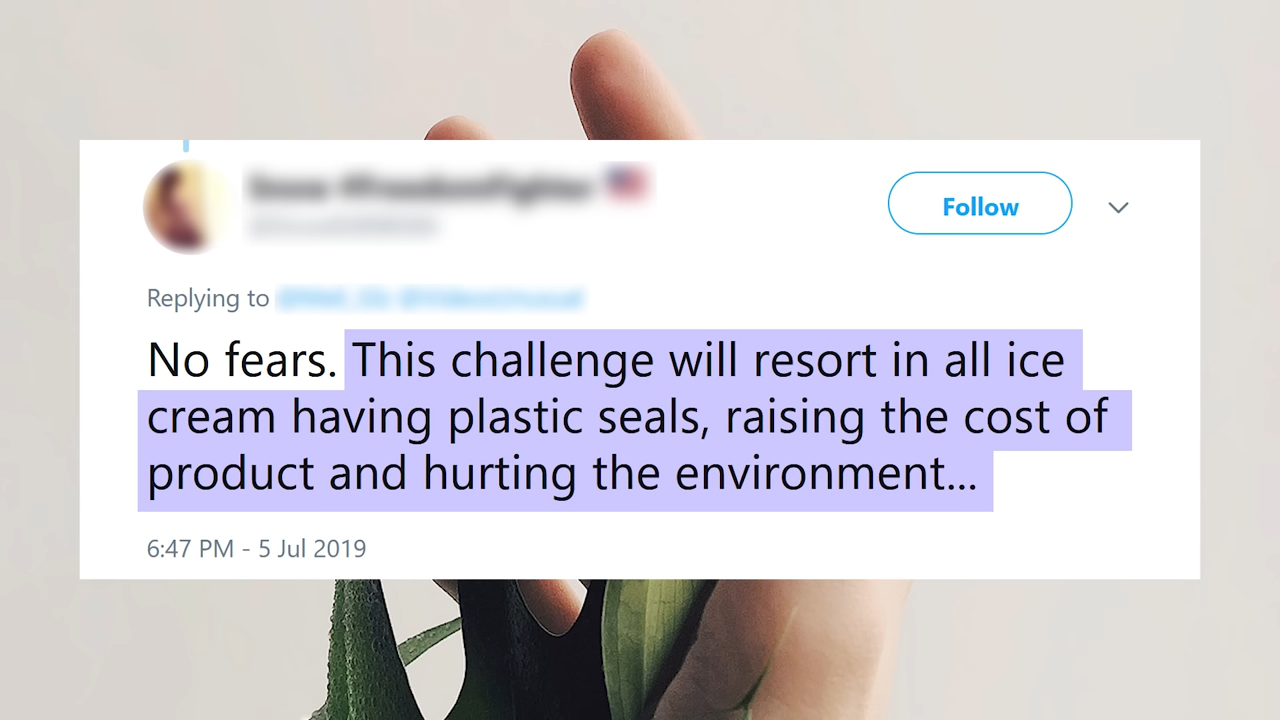 Follow
Replying to
No fears. This challenge will resort in all ice
cream having plastic seals, raising the cost of
product and hurting the environment...
6:47 PM - 5 Jul 2019